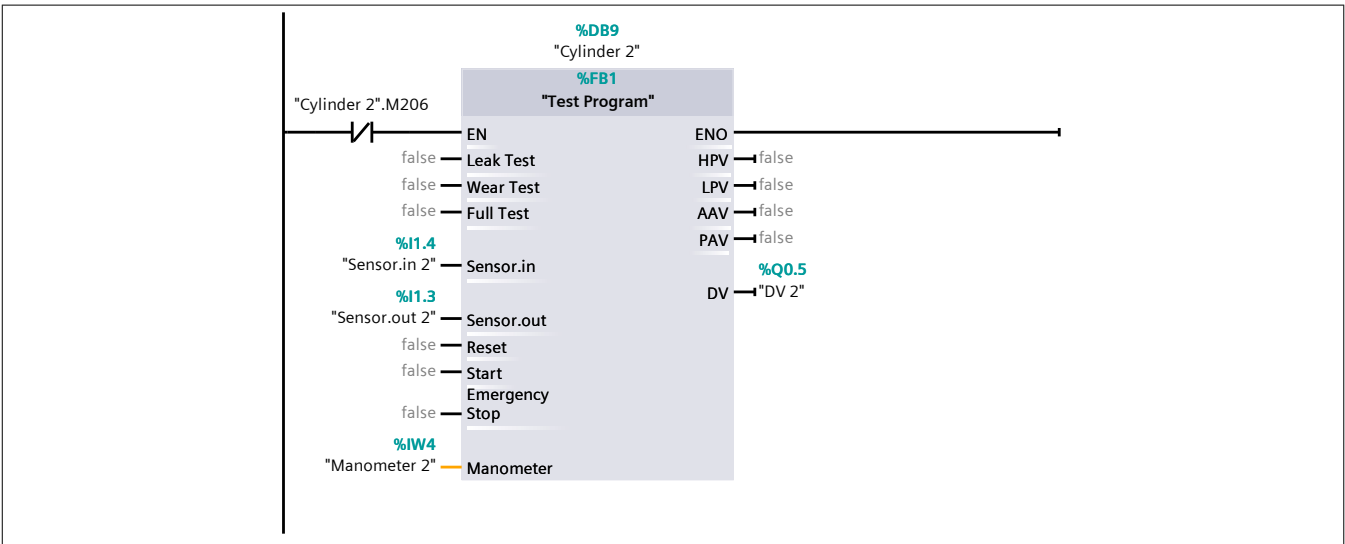 %DB9
"Cylinder 2"
%FB1
"Test Program"
"Cylinder 2".M206
EN ENO
false Leak Test HPV false
false Wear Test LPV false
false Full Test AAV false
PAV false
%I1.4
"Sensor.in 2" Sensor.in
%Q0.5
DV "DV 2"
%I1.3
"Sensor.out 2" Sensor.out
false Reset
false Start
Emergency
false Stop
%IW4
"Manometer 2" Manometer